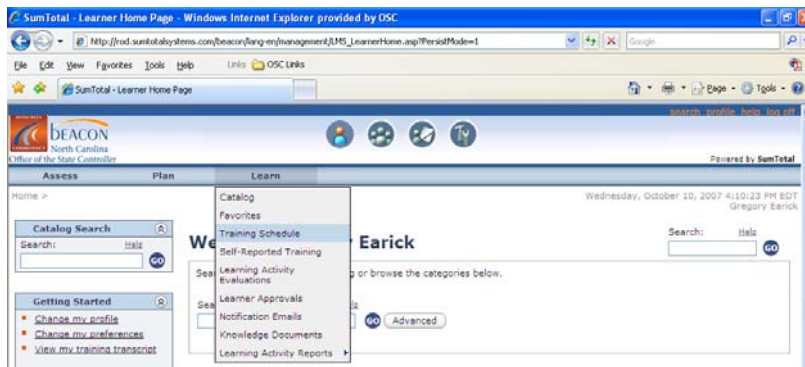 SumTotal - Learner Home Page - Windows Internet Explorer provided by OSC
http://rod.sumtotalsystems.com/beacon/lang-en/management/LMS_LearnerHome.asp?PersistMode=1
Google
File Edit View Favorites Tools Help Links OSC Links
SumTotal - Learner Home Page
Page Tools
search profile help log off
BEACON
North Carolina
Office of the State Controller
Powered by SumTotal
Assess Plan Learn
Home >
Wednesday, October 10, 2007 4:10:23 PM EDT
Gregory Earick
Catalog
Favorites
Training Schedule
Self-Reported Training
Learning Activity
Evaluations
Learner Approvals
Notification Emails
Knowledge Documents
Learning Activity Reports
Catalog Search
Search: Help
GO
We Earick
Search: Help
GO
Sea g or browse the categories below.
Sea
GO Advanced
Getting Started
Change my profile
Change my preferences
View my training transcript